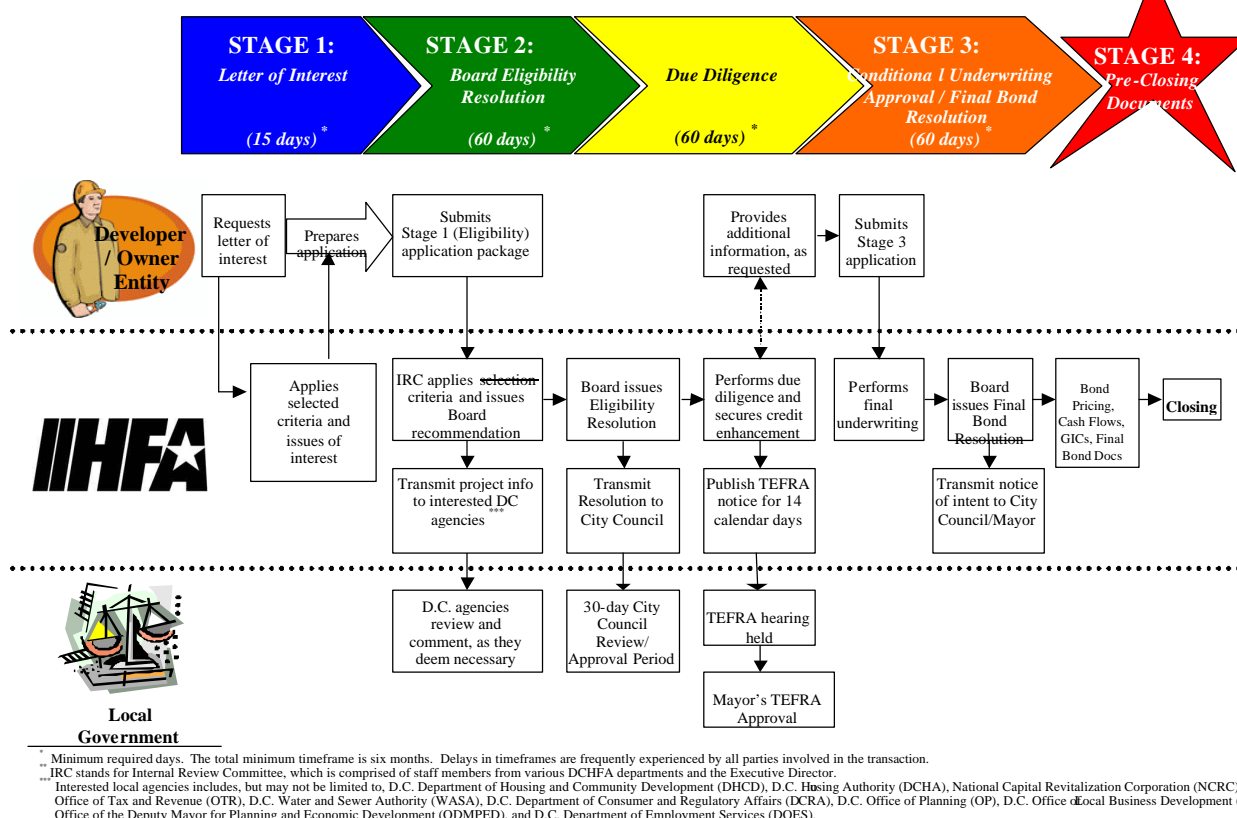 STAGE 1:
Letter of Interest
(15 days) *
STAGE 2:
Board Eligibility
Resolution
(60 days) *
Due Diligence
(60 days) *
STAGE 3:
Conditiona l Underwriting
Approval / Final Bond
Resolution
(60 days) *
STAGE 4:
Pre-Closing
Documents
Developer
/ Owner
Entity
Requests
letter of
interest
Prepares
application
Submits
Stage 1 (Eligibility)
application package
Provides
additional
information, as
requested
Submits
Stage 3
application
HFA
Applies
selected
criteria and
issues of
interest
IRC applies selection
criteria and issues
Board
recommendation
Board issues
Eligibility
Resolution
Performs due
diligence and
secures credit
enhancement
Performs
final
underwriting
Board
issues Final
Bond
Resolution
Bond
Pricing,
Cash Flows,
GICs, Final
Bond Docs
Closing
Transmit project info
to interested DC
agencies ***
Transmit
Resolution to
City Council
Publish TEFRA
notice for 14
calendar days
Transmit notice
of intent to City
Council/Mayor
Local
Government
D.C. agencies
review and
comment, as they
deem necessary
30-day City
Council
Review/
Approval Period
TEFRA hearing
held
Mayor's TEFRA
Approval
* Minimum required days. The total minimum timeframe is six months. Delays in timeframes are frequently experienced by all parties involved in the transaction.
** IRC stands for Internal Review Committee, which is comprised of staff members from various DCHFA departments and the Executive Director.
*** Interested local agencies includes, but may not be limited to, D.C. Department of Housing and Community Development (DHCD), D.C. Housing Authority (DCHA), National Capital Revitalization Corporation (NCRC)
Office of Tax and Revenue (OTR), D.C. Water and Sewer Authority (WASA), D.C. Department of Consumer and Regulatory Affairs (DCRA), D.C. Office of Planning (OP), D.C. Office of Local Business Development (
Office of the Deputy Mayor for Planning and Economic Development (ODMPED), and D.C. Department of Employment Services (DOES).